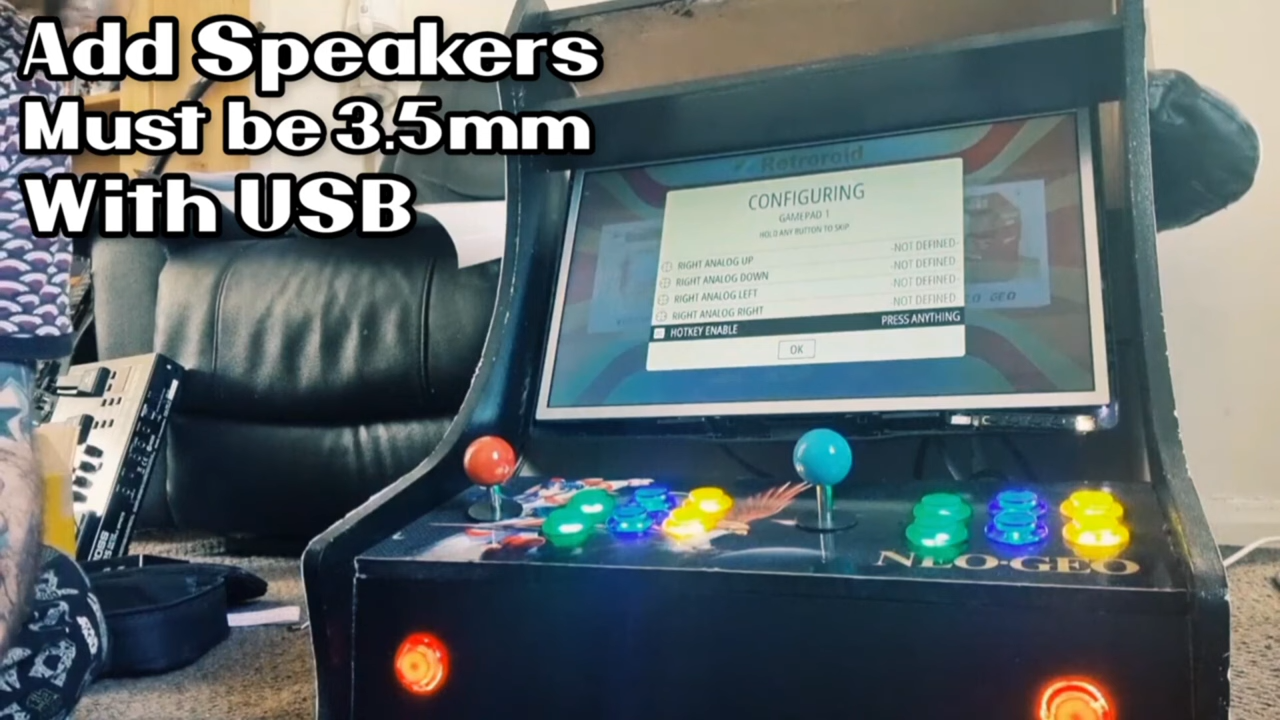 Add Speakers
Must be 3.5mm
With USB
Retroroid
CONFIGURING
GAMEPAD 1
HOLD ANY BUTTON TO SKIP
RIGHT ANALOG UP -NOT DEFINED-
RIGHT ANALOG DOWN -NOT DEFINED-
RIGHT ANALOG LEFT -NOT DEFINED-
RIGHT ANALOG RIGHT -NOT DEFINED-
HOTKEY ENABLE PRESS ANYTHING
OK
NEO·GEO